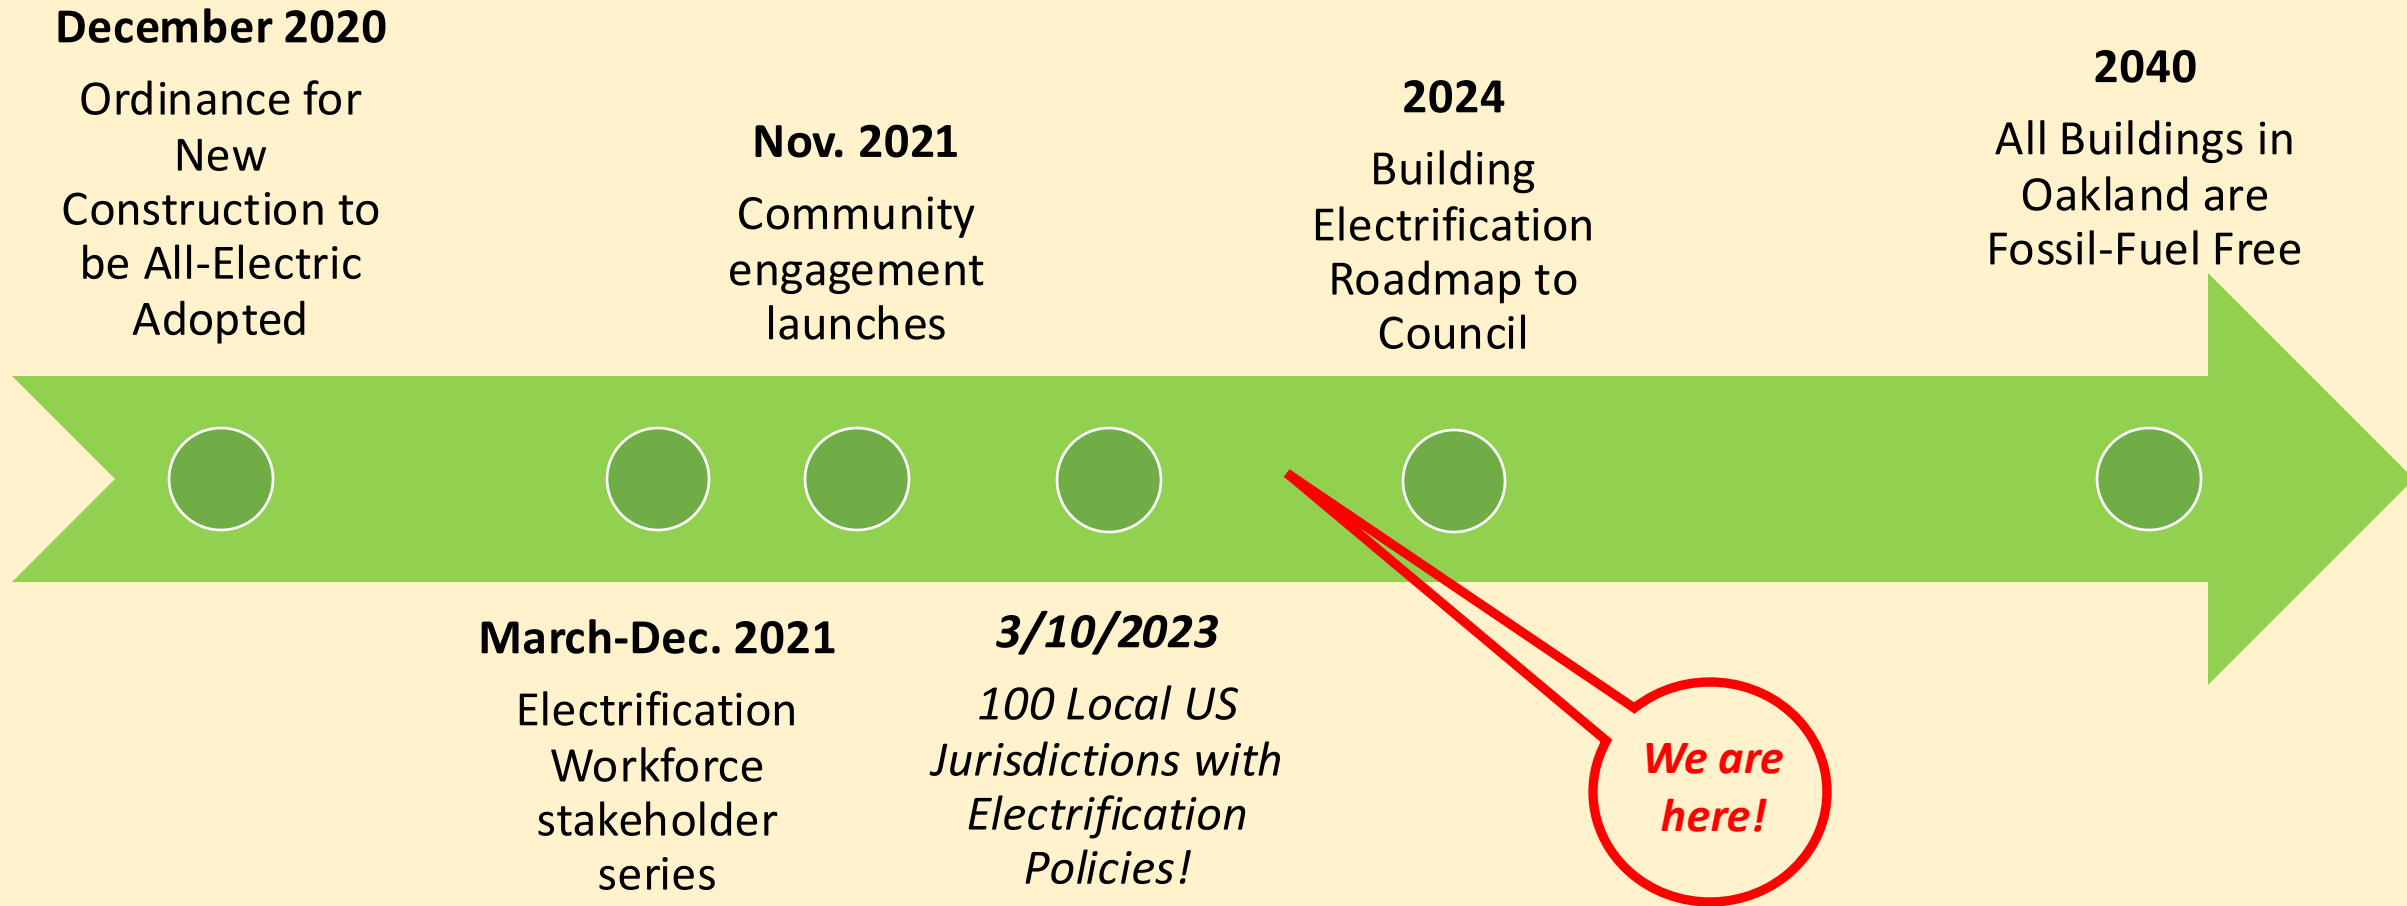 December 2020
Ordinance for
New
Construction to
be All-Electric
Adopted
Nov. 2021
Community
engagement
launches
2024
Building
Electrification
Roadmap to
Council
2040
All Buildings in
Oakland are
Fossil-Fuel Free
March-Dec. 2021
Electrification
Workforce
stakeholder
series
3/10/2023
100 Local US
Jurisdictions with
Electrification
Policies!
We are
here!